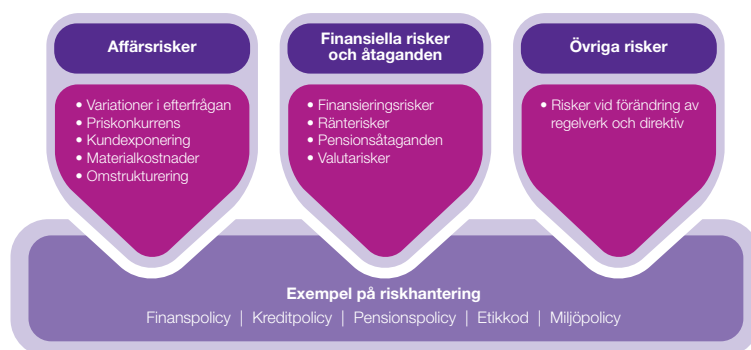 Affärsrisker
• Variationer i efterfrågan
• Priskonkurrens
• Kundexponering
• Materialkostnader
• Omstrukturering
Finansiella risker
och åtaganden
• Finansieringsrisker
• Ränterisker
• Pensionsåtaganden
• Valutarisker
Övriga risker
• Risker vid förändring av
regelverk och direktiv
Exempel på riskhantering
Finanspolicy | Kreditpolicy | Pensionspolicy | Etikkod | Miljöpolicy